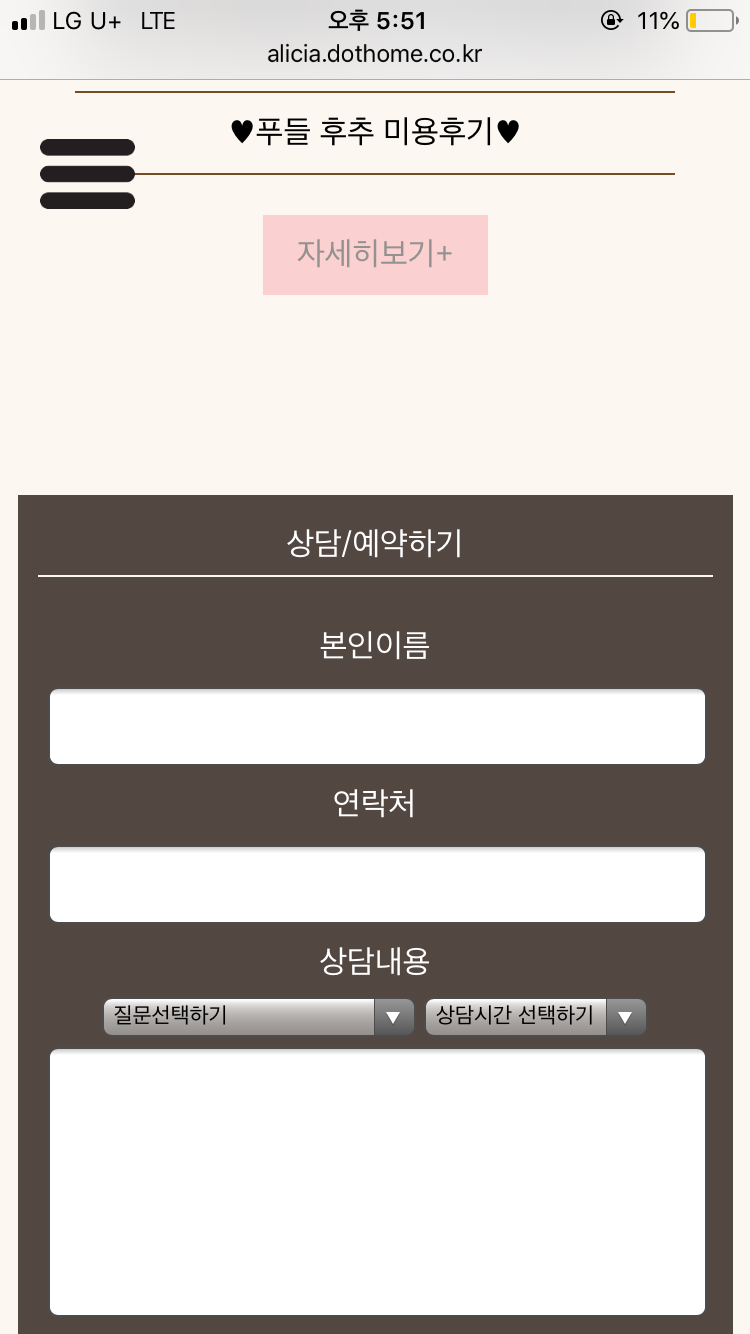 LG U+ LTE 오후 5:51 11%
alicia.dothome.co.kr
♥푸들 후추 미용후기♥
자세히보기+
상담/예약하기
본인이름
연락처
상담내용
질문선택하기 상담시간 선택하기